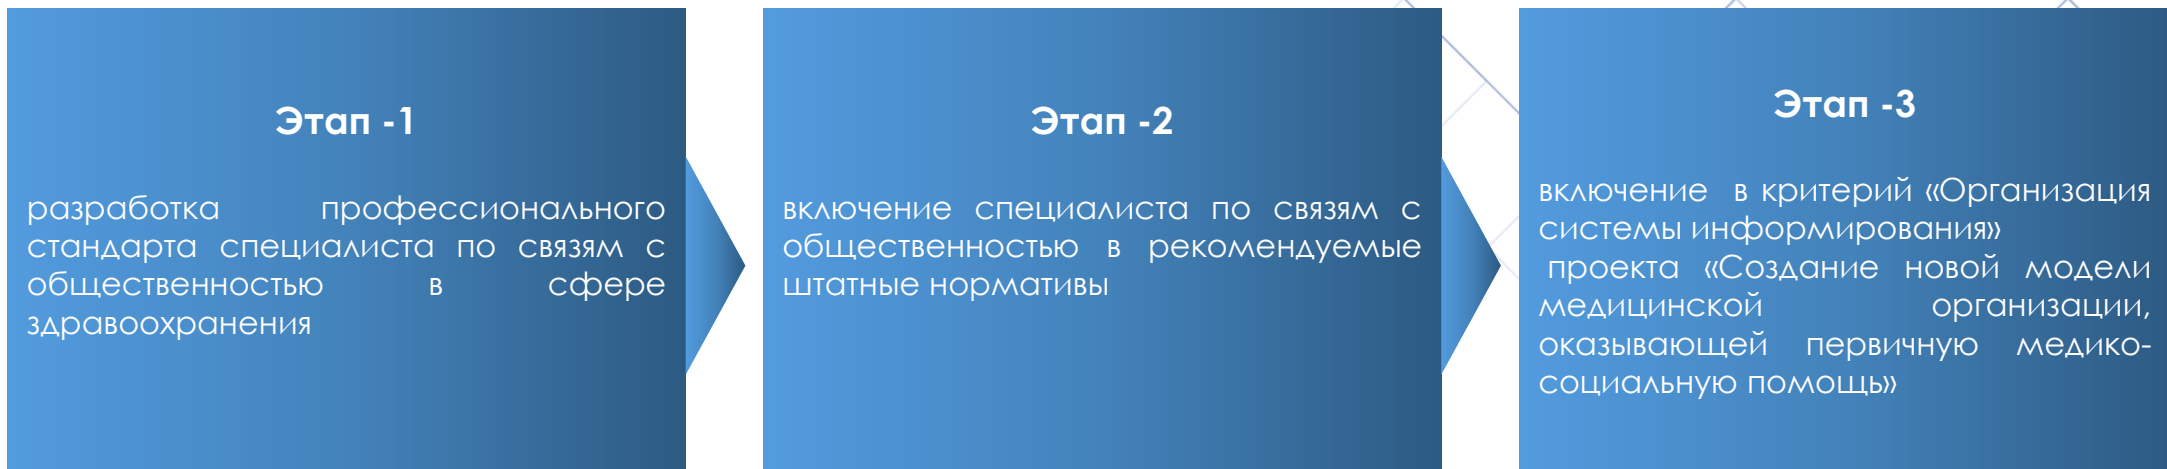 Этап -1
разработка профессионального
стандарта специалиста по связям с
общественностью в сфере
здравоохранения
Этап -2
включение специалиста по связям с
общественностью в рекомендуемые
штатные нормативы
Этап -3
включение в критерий «Организация
системы информирования»
проекта «Создание новой модели
медицинской организации,
оказывающей первичную медико-
социальную помощь»